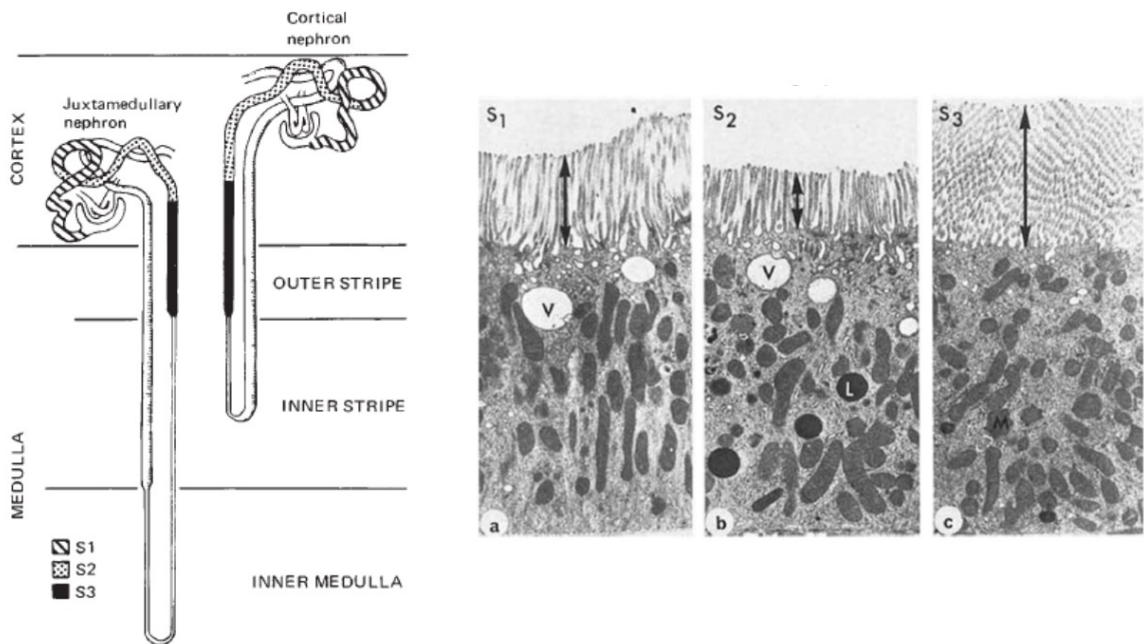 Cortical
nephron
Juxtamedullary
nephron
CORTEX
OUTER STRIPE
INNER STRIPE
MEDULLA
INNER MEDULLA
S1
S2
S3
S1
V
a
S2
V
L
b
S3
M
c